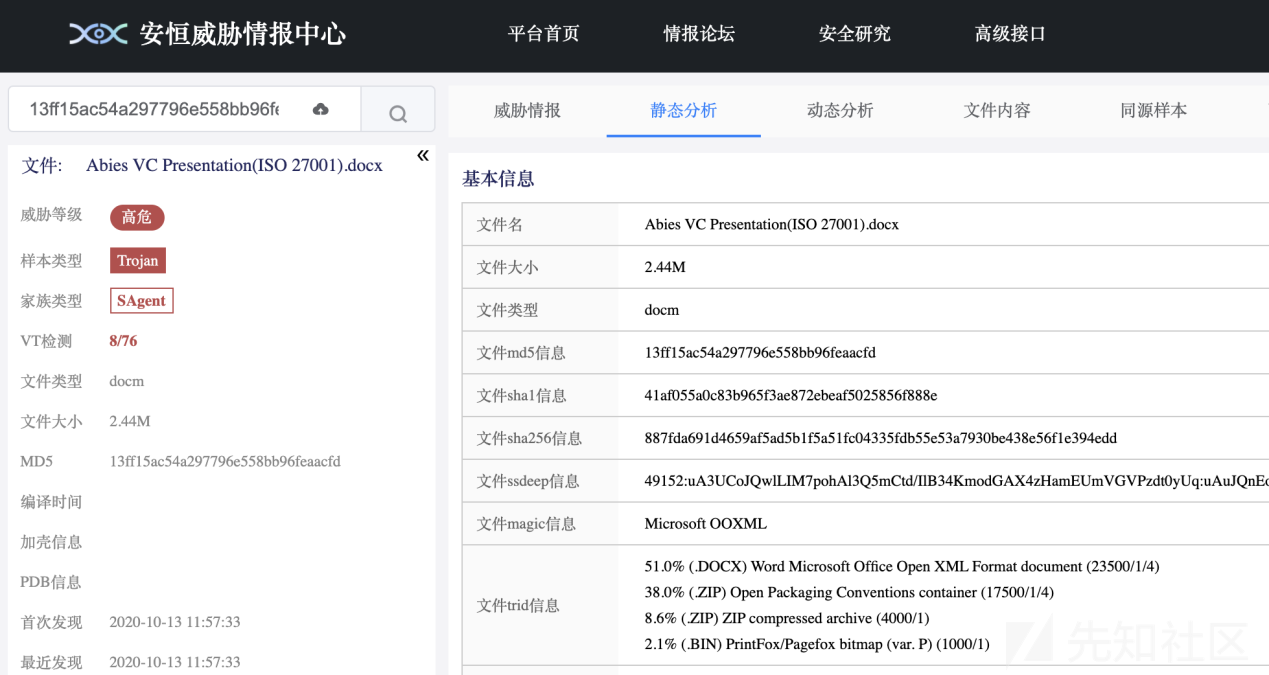 安恒威胁情报中心
平台首页 情报论坛 安全研究 高级接口
13ff15ac54a297796e558bb96fe
威胁情报 静态分析 动态分析 文件内容 同源样本
文件: Abies VC Presentation(ISO 27001).docx
«
威胁等级 高危
样本类型 Trojan
家族类型 SAgent
VT检测 8/76
文件类型 docm
文件大小 2.44M
MD5 13ff15ac54a297796e558bb96feaacfd
编译时间
加壳信息
PDB信息
首次发现 2020-10-13 11:57:33
最近发现 2020-10-13 11:57:33
基本信息
文件名 Abies VC Presentation(ISO 27001).docx
文件大小 2.44M
文件类型 docm
文件md5信息 13ff15ac54a297796e558bb96feaacfd
文件sha1信息 41af055a0c83b965f3ae872ebeaf5025856f888e
文件sha256信息 887fda691d4659af5ad5b1f5a51fc04335fdb55e53a7930be438e56f1e394edd
文件ssdeep信息 49152:uA3UCoJQwlLIM7pohAl3Q5mCtd/IlB34KmodGAX4zHamEUmVGVPzdt0yUq:uAuJQnEc
文件magic信息 Microsoft OOXML
文件trid信息
51.0% (.DOCX) Word Microsoft Office Open XML Format document (23500/1/4)
38.0% (.ZIP) Open Packaging Conventions container (17500/1/4)
8.6% (.ZIP) ZIP compressed archive (4000/1)
2.1% (.BIN) PrintFox/Pagefox bitmap (var. P) (1000/1)
先知社区